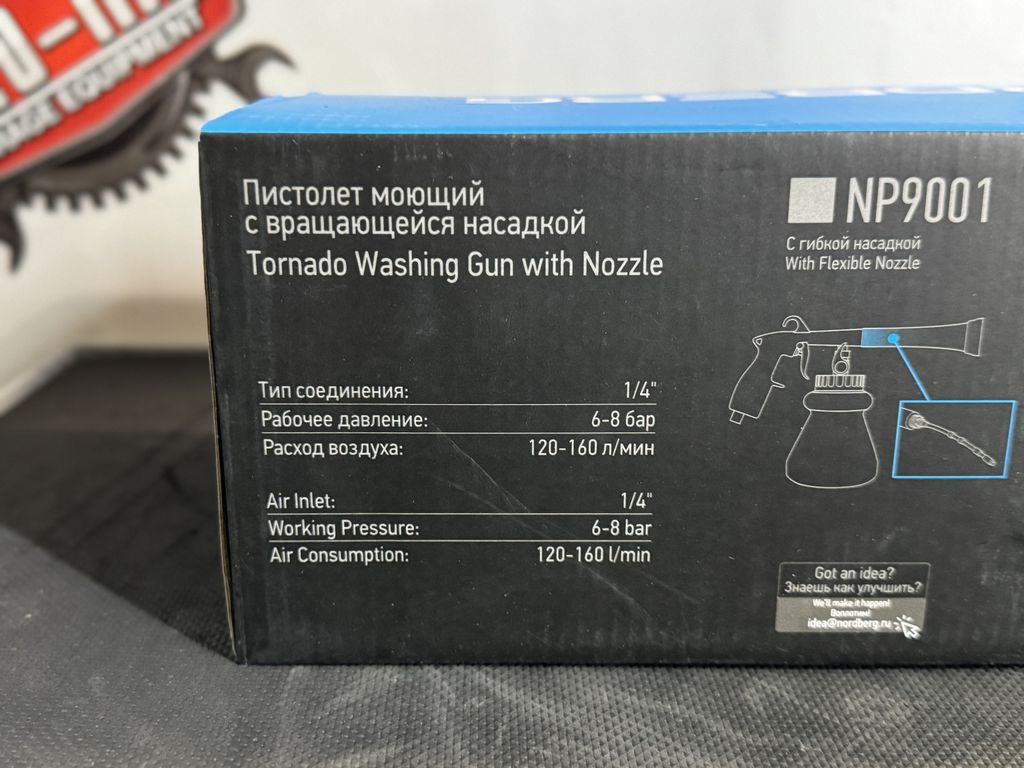 EQUIPMENT
Пистолет моющий
с вращающейся насадкой
Tornado Washing Gun with Nozzle
NP9001
С гибкой насадкой
With Flexible Nozzle
Тип соединения: 1/4"
Рабочее давление: 6-8 бар
Расход воздуха: 120-160 л/мин
Air Inlet: 1/4"
Working Pressure: 6-8 bar
Air Consumption: 120-160 l/min
Got an idea?
Знаешь как улучшить?
We'll make it happen!
Воплотим!
idea@nordberg.ru